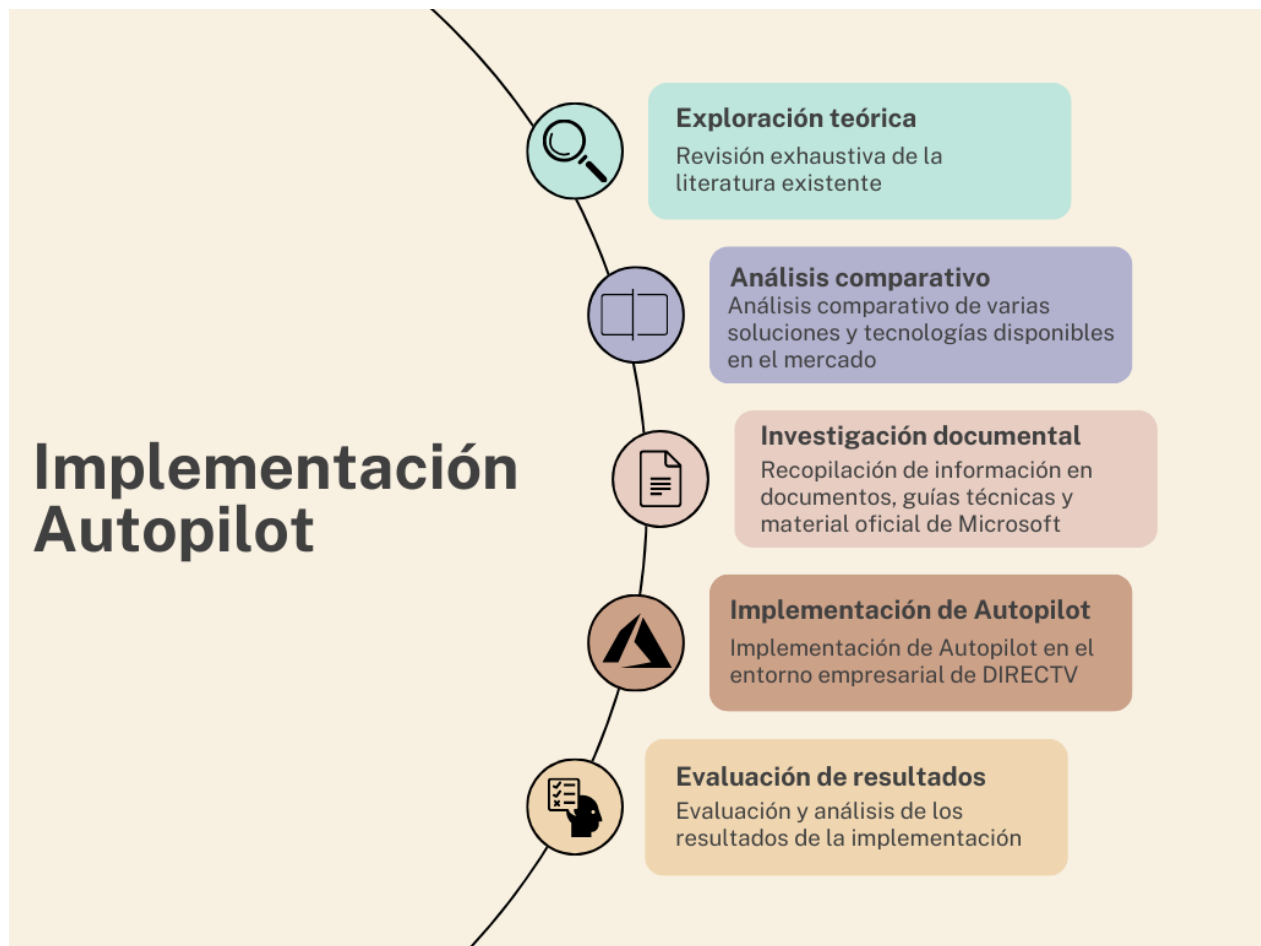 Implementación
Autopilot
Exploración teórica
Revisión exhaustiva de la
literatura existente
Análisis comparativo
Análisis comparativo de varias
soluciones y tecnologías disponibles
en el mercado
Investigación documental
Recopilación de información en
documentos, guías técnicas y
material oficial de Microsoft
Implementación de Autopilot
Implementación de Autopilot en el
entorno empresarial de DIRECTV
Evaluación de resultados
Evaluación y análisis de los
resultados de la implementación